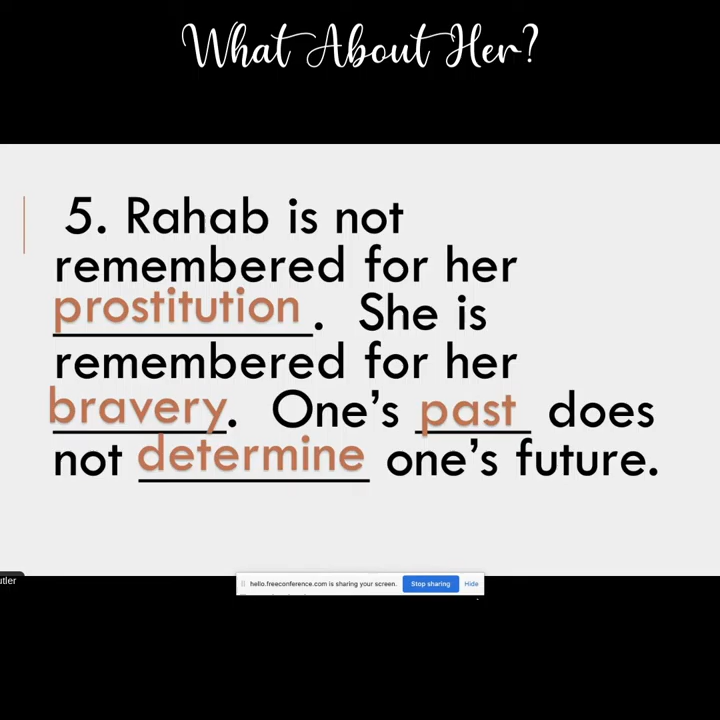 What About Her?
5. Rahab is not
remembered for her
prostitution. She is
remembered for her
bravery. One's past does
not determine one's future.
utler
hello.freeconference.com is sharing your screen. Stop sharing Hide